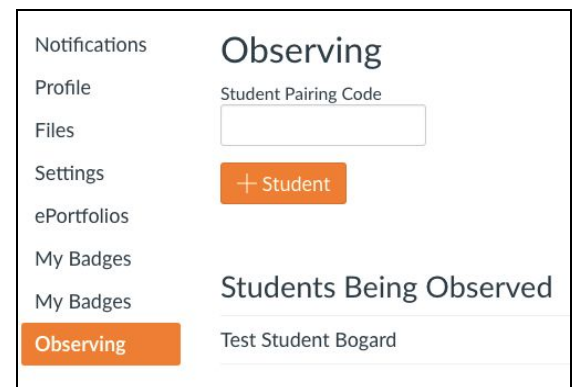 Notifications
Profile
Files
Settings
ePortfolios
My Badges
My Badges
Observing
Observing
Student Pairing Code
+ Student
Students Being Observed
Test Student Bogard